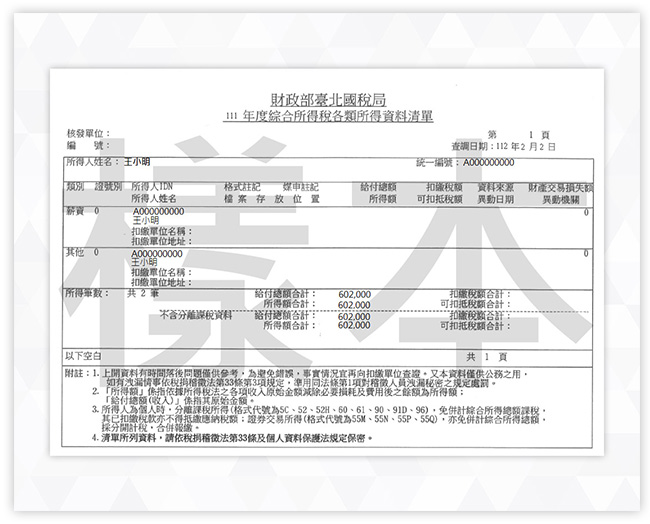 財政部臺北國稅局
111 年度綜合所得稅各類所得資料清單
核發單位： 第 1 頁
編 號： 查調日期：112 年 2 月 2 日
所得人姓名：王小明 統一編號：A000000000
類別 證號別 所得人IDN 格式註記 媒申註記 給付總額 扣繳稅額 資料來源 財產交易損失額
所得人姓名 檔案存放位置 所得額 可扣抵稅額 異動日期 異動機關
薪資 0 A000000000 0
王小明
扣繳單位名稱：
扣繳單位地址：
其他 0 A000000000 0
王小明
扣繳單位名稱：
扣繳單位地址：
所得筆數： 共 2 筆 給付總額合計： 602,000 扣繳稅額合計：
所得額合計： 602,000 可扣抵稅額合計：
不含分離課稅資料 給付總額合計： 602,000 扣繳稅額合計：
所得額合計： 602,000 可扣抵稅額合計：
以下空白 共 1 頁
附註：1. 上開資料有時間落後問題僅供參考，為避免錯誤，事實情況宜再向扣繳單位查證。又本資料僅供公務之用，
如有洩漏情事依稅捐稽徵法第33條第3項規定，準用同法條第1項對稽徵人員洩漏秘密之規定處罰。
2. 「所得額」係指依據所得稅法之各項收入原始金額減除必要損耗及費用後之餘額為所得額；
「給付總額(收入)」係指其原始金額。
3. 所得人為個人時，分離課稅所得(格式代號為5C、52、52H、60、61、90、91D、96)，免併計綜合所得總額課稅，
其已扣繳稅款亦不得抵繳應納稅額；證券交易所得(格式代號為55M、55N、55P、55Q)，亦免併計綜合所得總額，
採分開計稅，合併報繳。
4. 清單所列資料，請依稅捐稽徵法第33條及個人資料保護法規定保密。
樣本